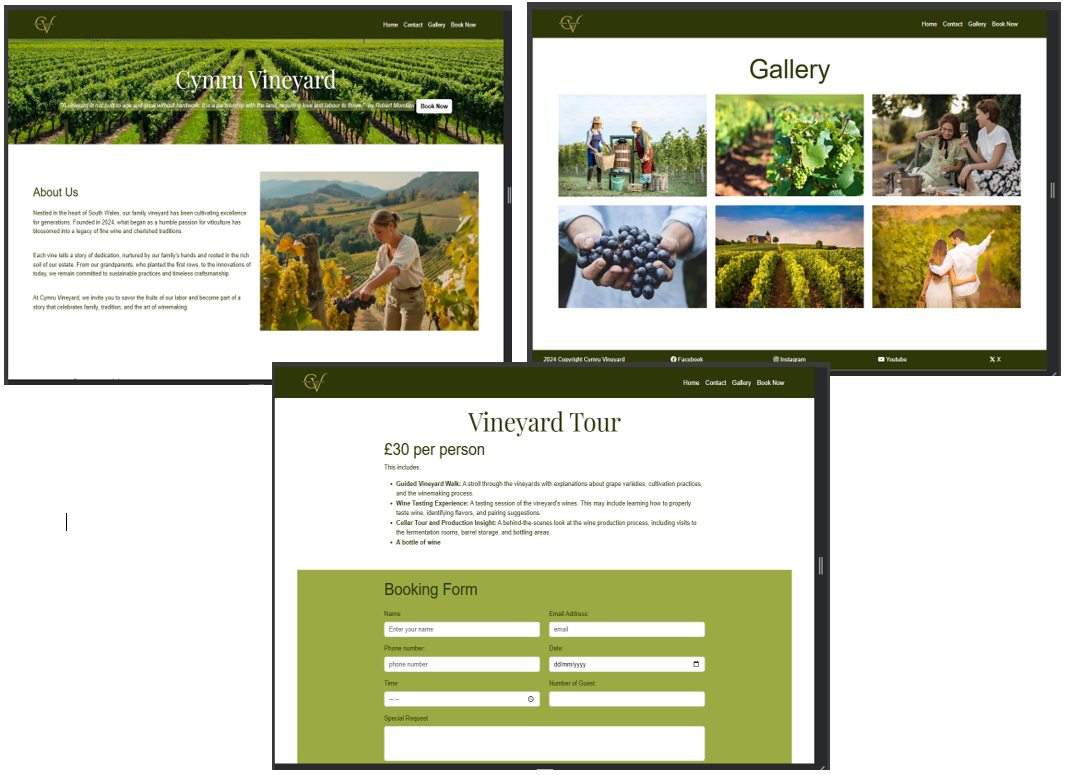 CV
Home Contact Gallery Book Now
Cymru Vineyard
"A vineyard is not built to age and grow without hardwork. It is a partnership with the land, requiring love and labour to thrive." -by Robert Mondavi
Book Now
About Us
Nestled in the heart of South Wales, our family vineyard has been cultivating excellence
for generations. Founded in 2024, what began as a humble passion for viticulture has
blossomed into a legacy of fine wine and cherished traditions.
Each vine tells a story of dedication, nurtured by our family's hands and rooted in the rich
soil of our estate. From our grandparents, who planted the first rows, to the innovations of
today, we remain committed to sustainable practices and timeless craftsmanship.
At Cymru Vineyard, we invite you to savor the fruits of our labor and become part of a
story that celebrates family, tradition, and the art of winemaking.
CV
Home Contact Gallery Book Now
Gallery
2024 Copyright Cymru Vineyard
Facebook
Instagram
Youtube
X
CV
Home Contact Gallery Book Now
Vineyard Tour
£30 per person
This includes:
• Guided Vineyard Walk: A stroll through the vineyards with explanations about grape varieties, cultivation practices,
and the winemaking process.
• Wine Tasting Experience: A tasting session of the vineyard's wines. This may include learning how to properly
taste wine, identifying flavors, and pairing suggestions.
• Cellar Tour and Production Insight: A behind-the-scenes look at the wine production process, including visits to
the fermentation rooms, barrel storage, and bottling areas.
• A bottle of wine
Booking Form
Name: Email Address:
Enter your name email
Phone number: Date:
phone number dd/mm/yyyy
Time: Number of Guest:
--:--
Special Request